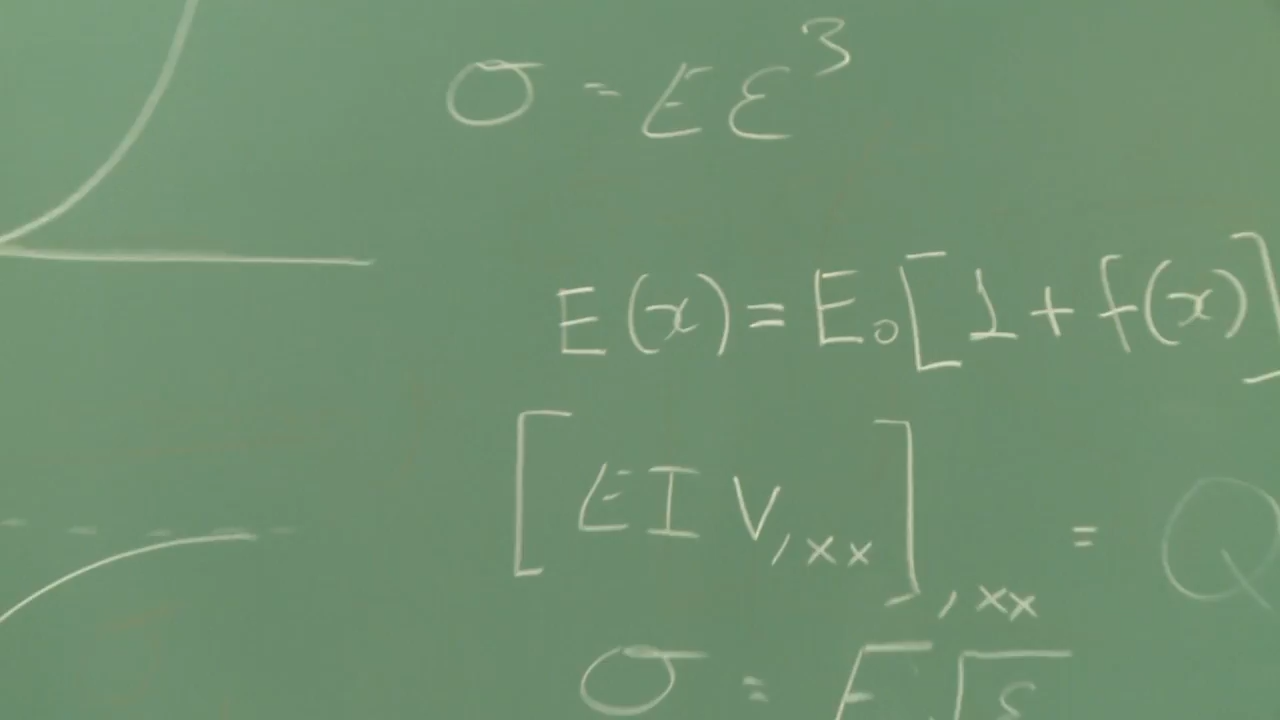 σ = Eε³
E(x) = E₀[1 + f(x)]
[EIV,xx],xx = Q
σ = E√ε